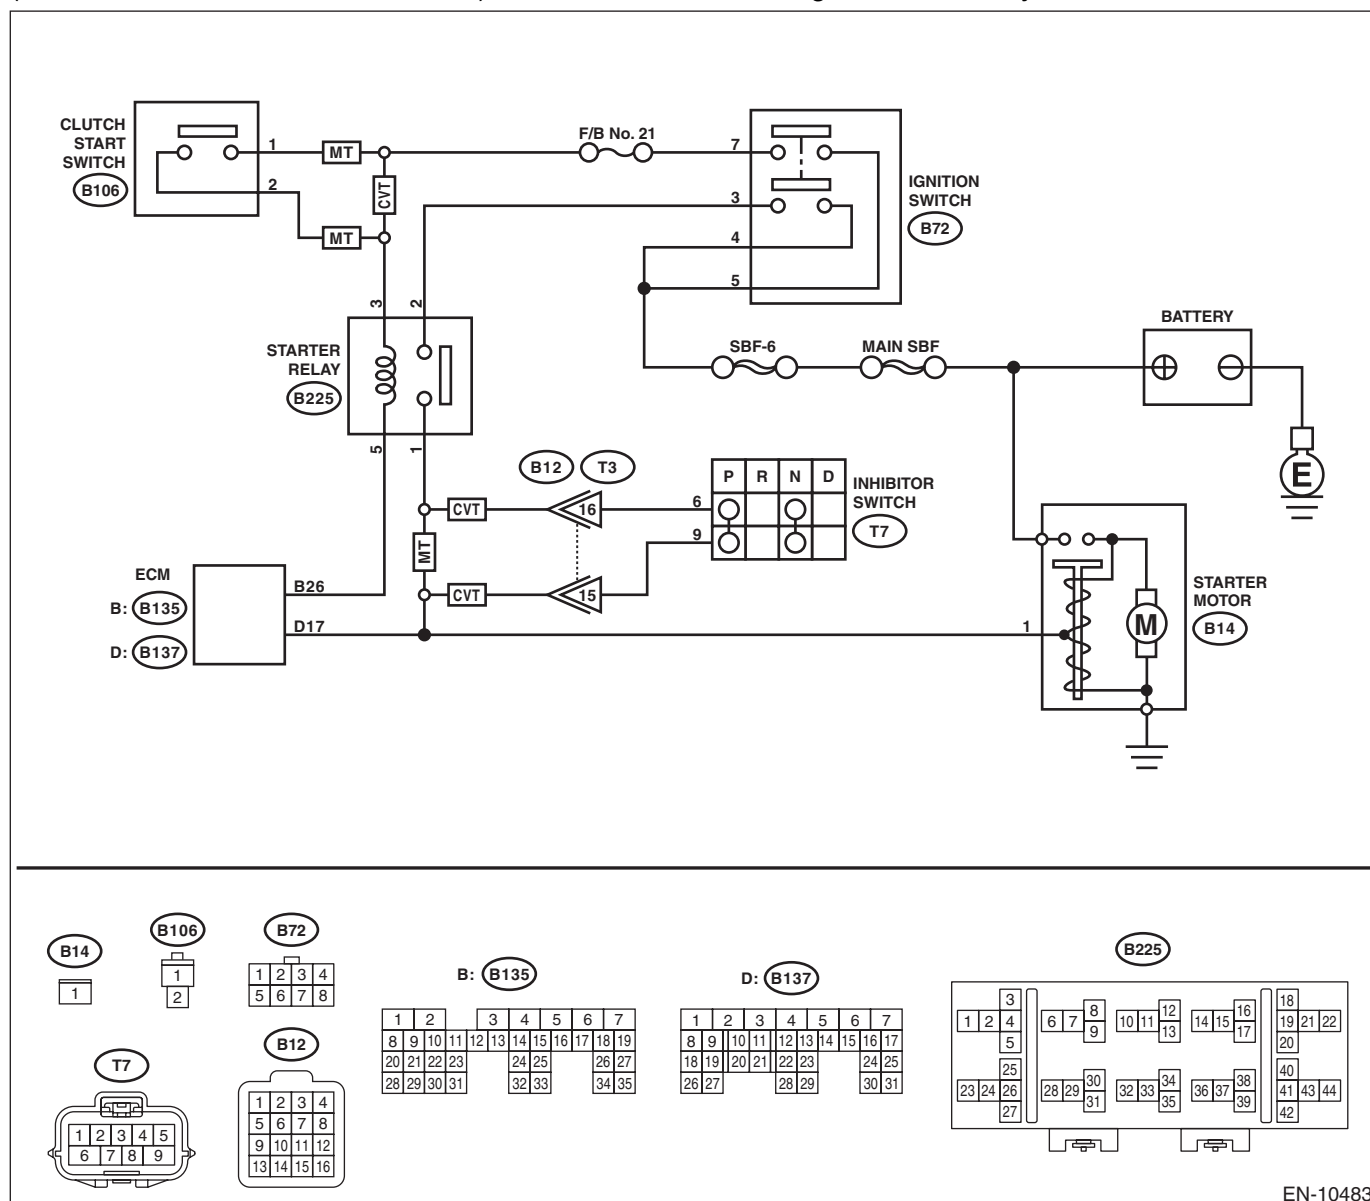 CLUTCH
START
SWITCH
B106
1
2
MT
CVT
MT
F/B No. 21
7
3
4
5
IGNITION
SWITCH
B72
3
2
STARTER
RELAY
B225
5
1
SBF-6
MAIN SBF
BATTERY
E
B12
T3
CVT
16
6
P R N D
INHIBITOR
SWITCH
T7
9
MT
CVT
15
ECM
B: B135
D: B137
B26
D17
1
M
STARTER
MOTOR
B14
B14
1
B106
1
2
B72
1 2 3 4
5 6 7 8
T7
1 2 3 4 5
6 7 8 9
B12
1 2 3 4
5 6 7 8
9 10 11 12
13 14 15 16
B: B135
1 2 3 4 5 6 7
8 9 10 11 12 13 14 15 16 17 18 19
20 21 22 23 24 25 26 27
28 29 30 31 32 33 34 35
D: B137
1 2 3 4 5 6 7
8 9 10 11 12 13 14 15 16 17
18 19 20 21 22 23 24 25
26 27 28 29 30 31
B225
3 8 12 16 18
1 2 4 6 7 10 11 14 15 19 21 22
5 9 13 17 20
25 30 34 38 40
23 24 26 28 29 32 33 36 37 41 43 44
27 31 35 39 42
EN-10483